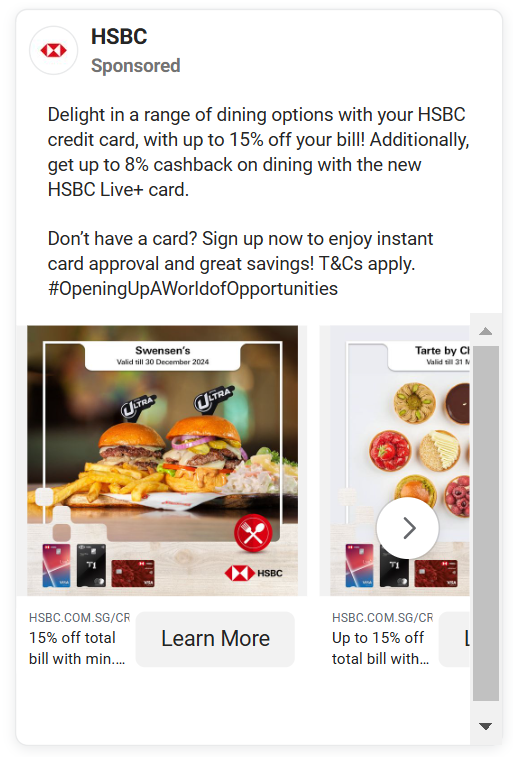 HSBC
Sponsored
Delight in a range of dining options with your HSBC
credit card, with up to 15% off your bill! Additionally,
get up to 8% cashback on dining with the new
HSBC Live+ card.
Don’t have a card? Sign up now to enjoy instant
card approval and great savings! T&Cs apply.
#OpeningUpAWorldofOpportunities
Swensen's
Valid till 30 December 2024
ULTRA
ULTRA
HSBC
Tarte by
Valid till 31
HSBC.COM.SG/CR
15% off total
bill with min....
Learn More
HSBC.COM.SG/CR
Up to 15% off
total bill with...